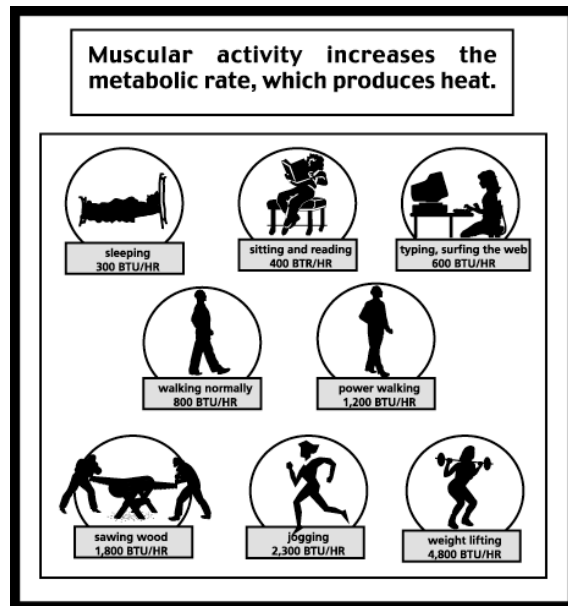 Muscular activity increases the
metabolic rate, which produces heat.
sleeping
300 BTU/HR
sitting and reading
400 BTR/HR
typing, surfing the web
600 BTU/HR
walking normally
800 BTU/HR
power walking
1,200 BTU/HR
sawing wood
1,800 BTU/HR
jogging
2,300 BTU/HR
weight lifting
4,800 BTU/HR